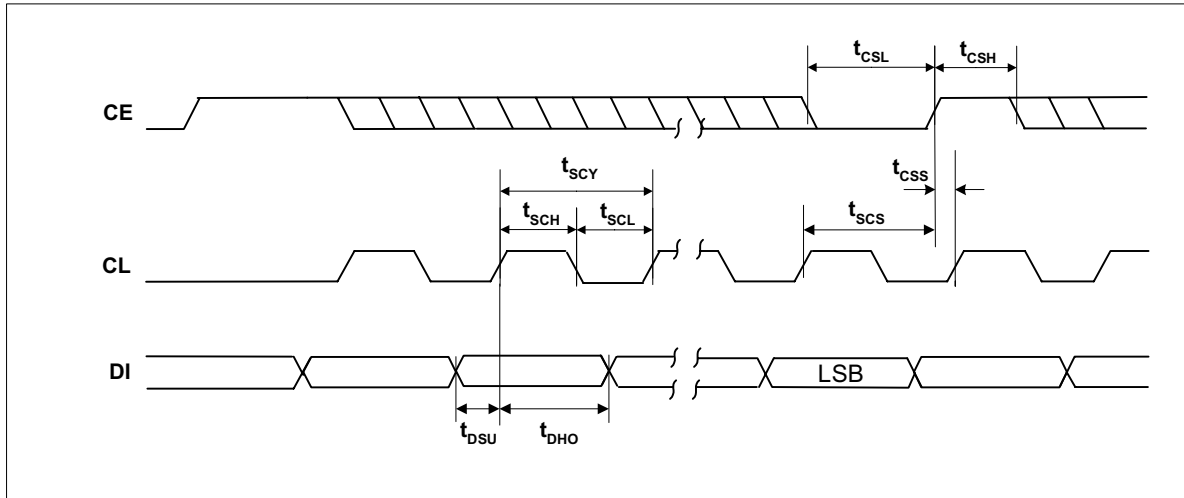 tCSL tCSH
CE
tCSS
tSCY
tSCH tSCL tSCS
CL
DI LSB
tDSU tDHO